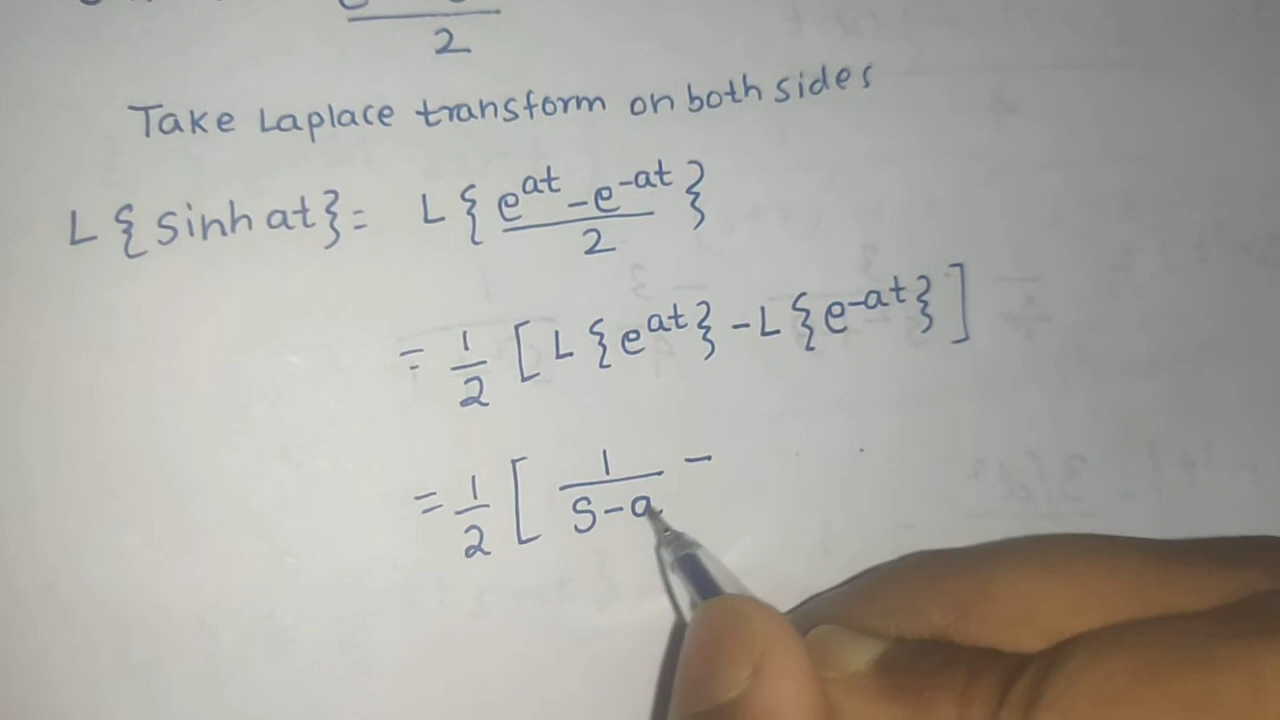 2
Take Laplace transform on both sides
L{sinh at} = L{(e^at - e^-at)/2}
= 1/2 [L{e^at} - L{e^-at}]
= 1/2 [1/(s-a) -